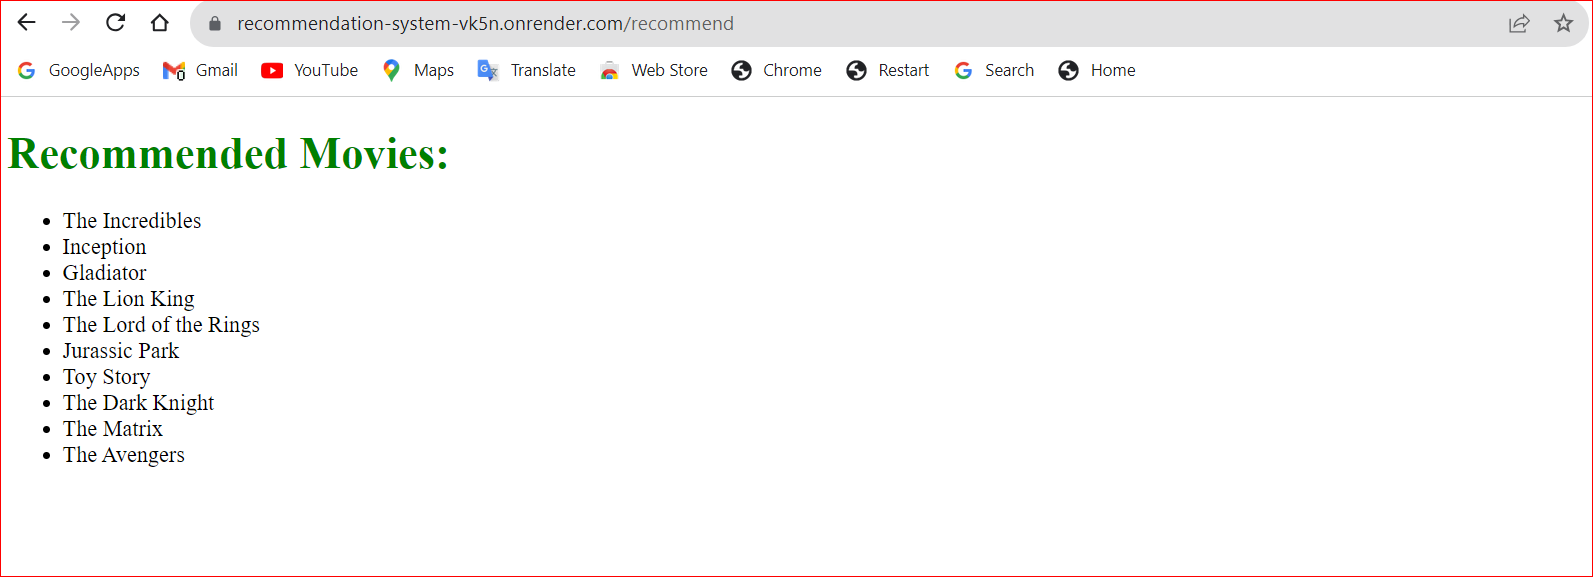 recommendation-system-vk5n.onrender.com/recommend
GoogleApps Gmail YouTube Maps Translate Web Store Chrome Restart Search Home
Recommended Movies:
The Incredibles
Inception
Gladiator
The Lion King
The Lord of the Rings
Jurassic Park
Toy Story
The Dark Knight
The Matrix
The Avengers